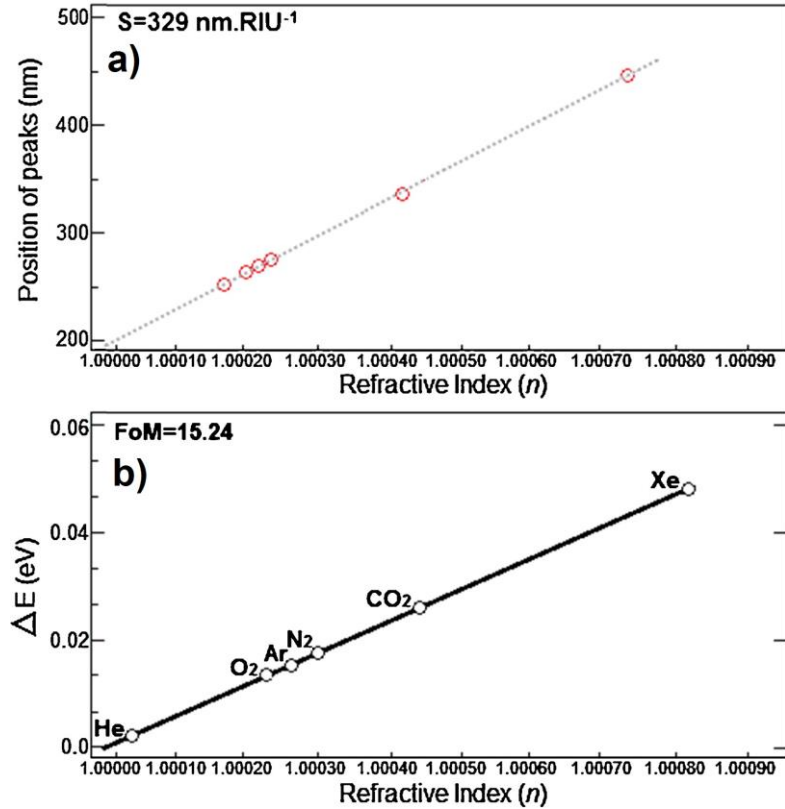 S=329 nm.RIU⁻¹
a)
Position of peaks (nm)
500
400
300
200
1.00000 1.00010 1.00020 1.00030 1.00040 1.00050 1.00060 1.00070 1.00080 1.00090
Refractive Index (n)
FoM=15.24
b)
ΔE (eV)
0.06
0.04
0.02
0.0
He
O₂
Ar
N₂
CO₂
Xe
1.00000 1.00010 1.00020 1.00030 1.00040 1.00050 1.00060 1.00070 1.00080 1.00090
Refractive Index (n)